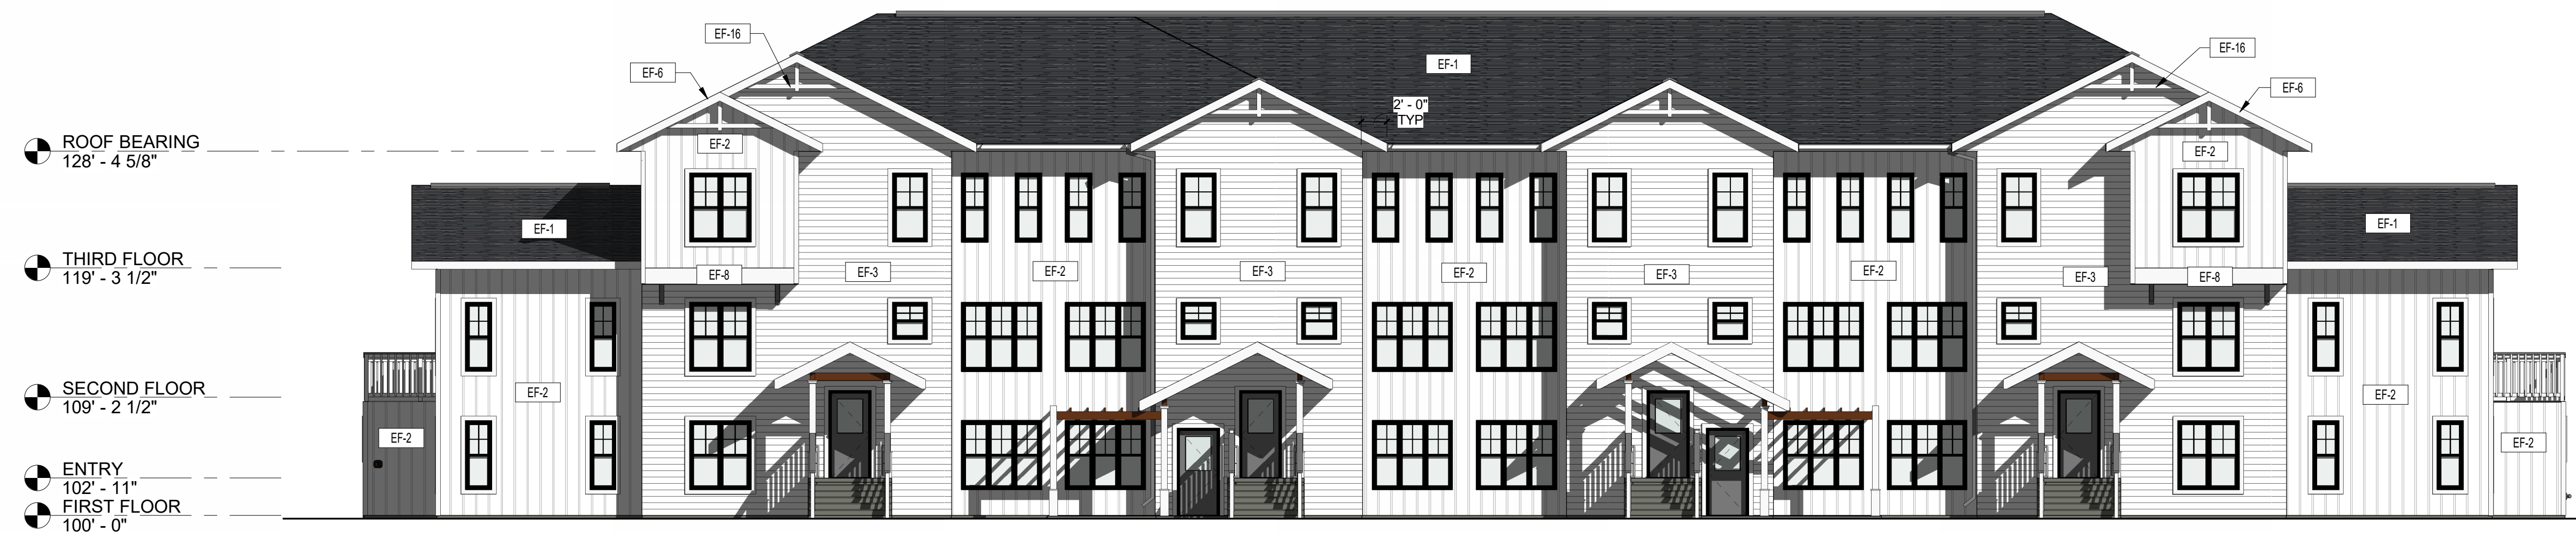 EF-16
EF-16
EF-6
EF-1
EF-6
2' - 0"
TYP
ROOF BEARING
128' - 4 5/8"
EF-2
EF-2
EF-1
EF-1
THIRD FLOOR
119' - 3 1/2"
EF-8
EF-3
EF-2
EF-3
EF-2
EF-3
EF-2
EF-3
EF-8
SECOND FLOOR
109' - 2 1/2"
EF-2
EF-2
EF-2
EF-2
ENTRY
102' - 11"
FIRST FLOOR
100' - 0"